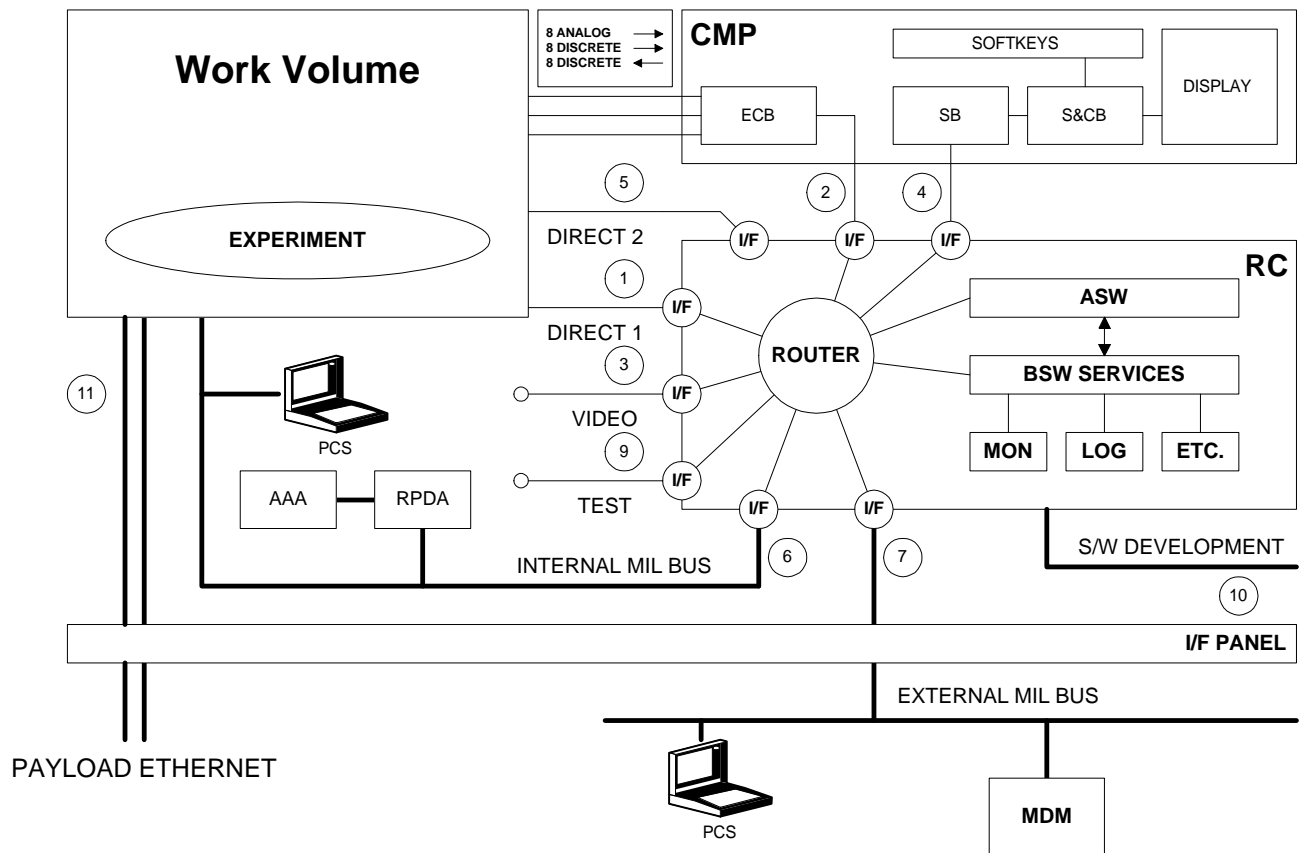 8 ANALOG
8 DISCRETE
8 DISCRETE
CMP
SOFTKEYS
DISPLAY
Work Volume
ECB
SB
S&CB
5
2
4
EXPERIMENT
DIRECT 2
I/F
I/F
I/F
RC
1
I/F
ASW
DIRECT 1
ROUTER
3
BSW SERVICES
11
I/F
VIDEO
PCS
9
MON
LOG
ETC.
AAA
RPDA
I/F
TEST
I/F
I/F
S/W DEVELOPMENT
INTERNAL MIL BUS
6
7
10
I/F PANEL
EXTERNAL MIL BUS
PAYLOAD ETHERNET
PCS
MDM